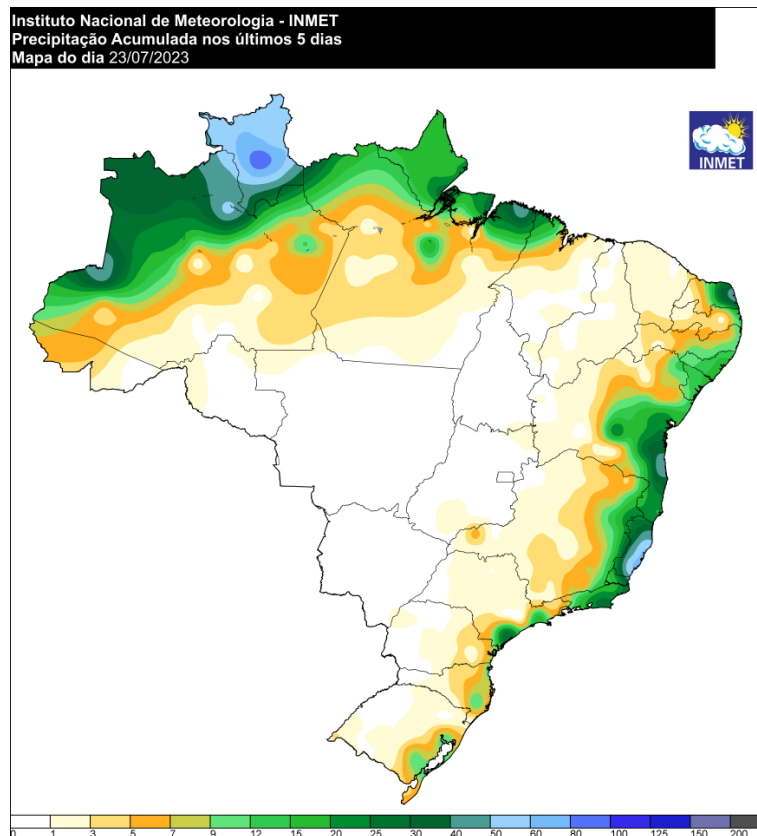 Instituto Nacional de Meteorologia - INMET
Precipitação Acumulada nos últimos 5 dias
Mapa do dia 23/07/2023
INMET
0 1 3 5 7 9 12 15 20 25 30 40 50 60 80 100 125 150 200